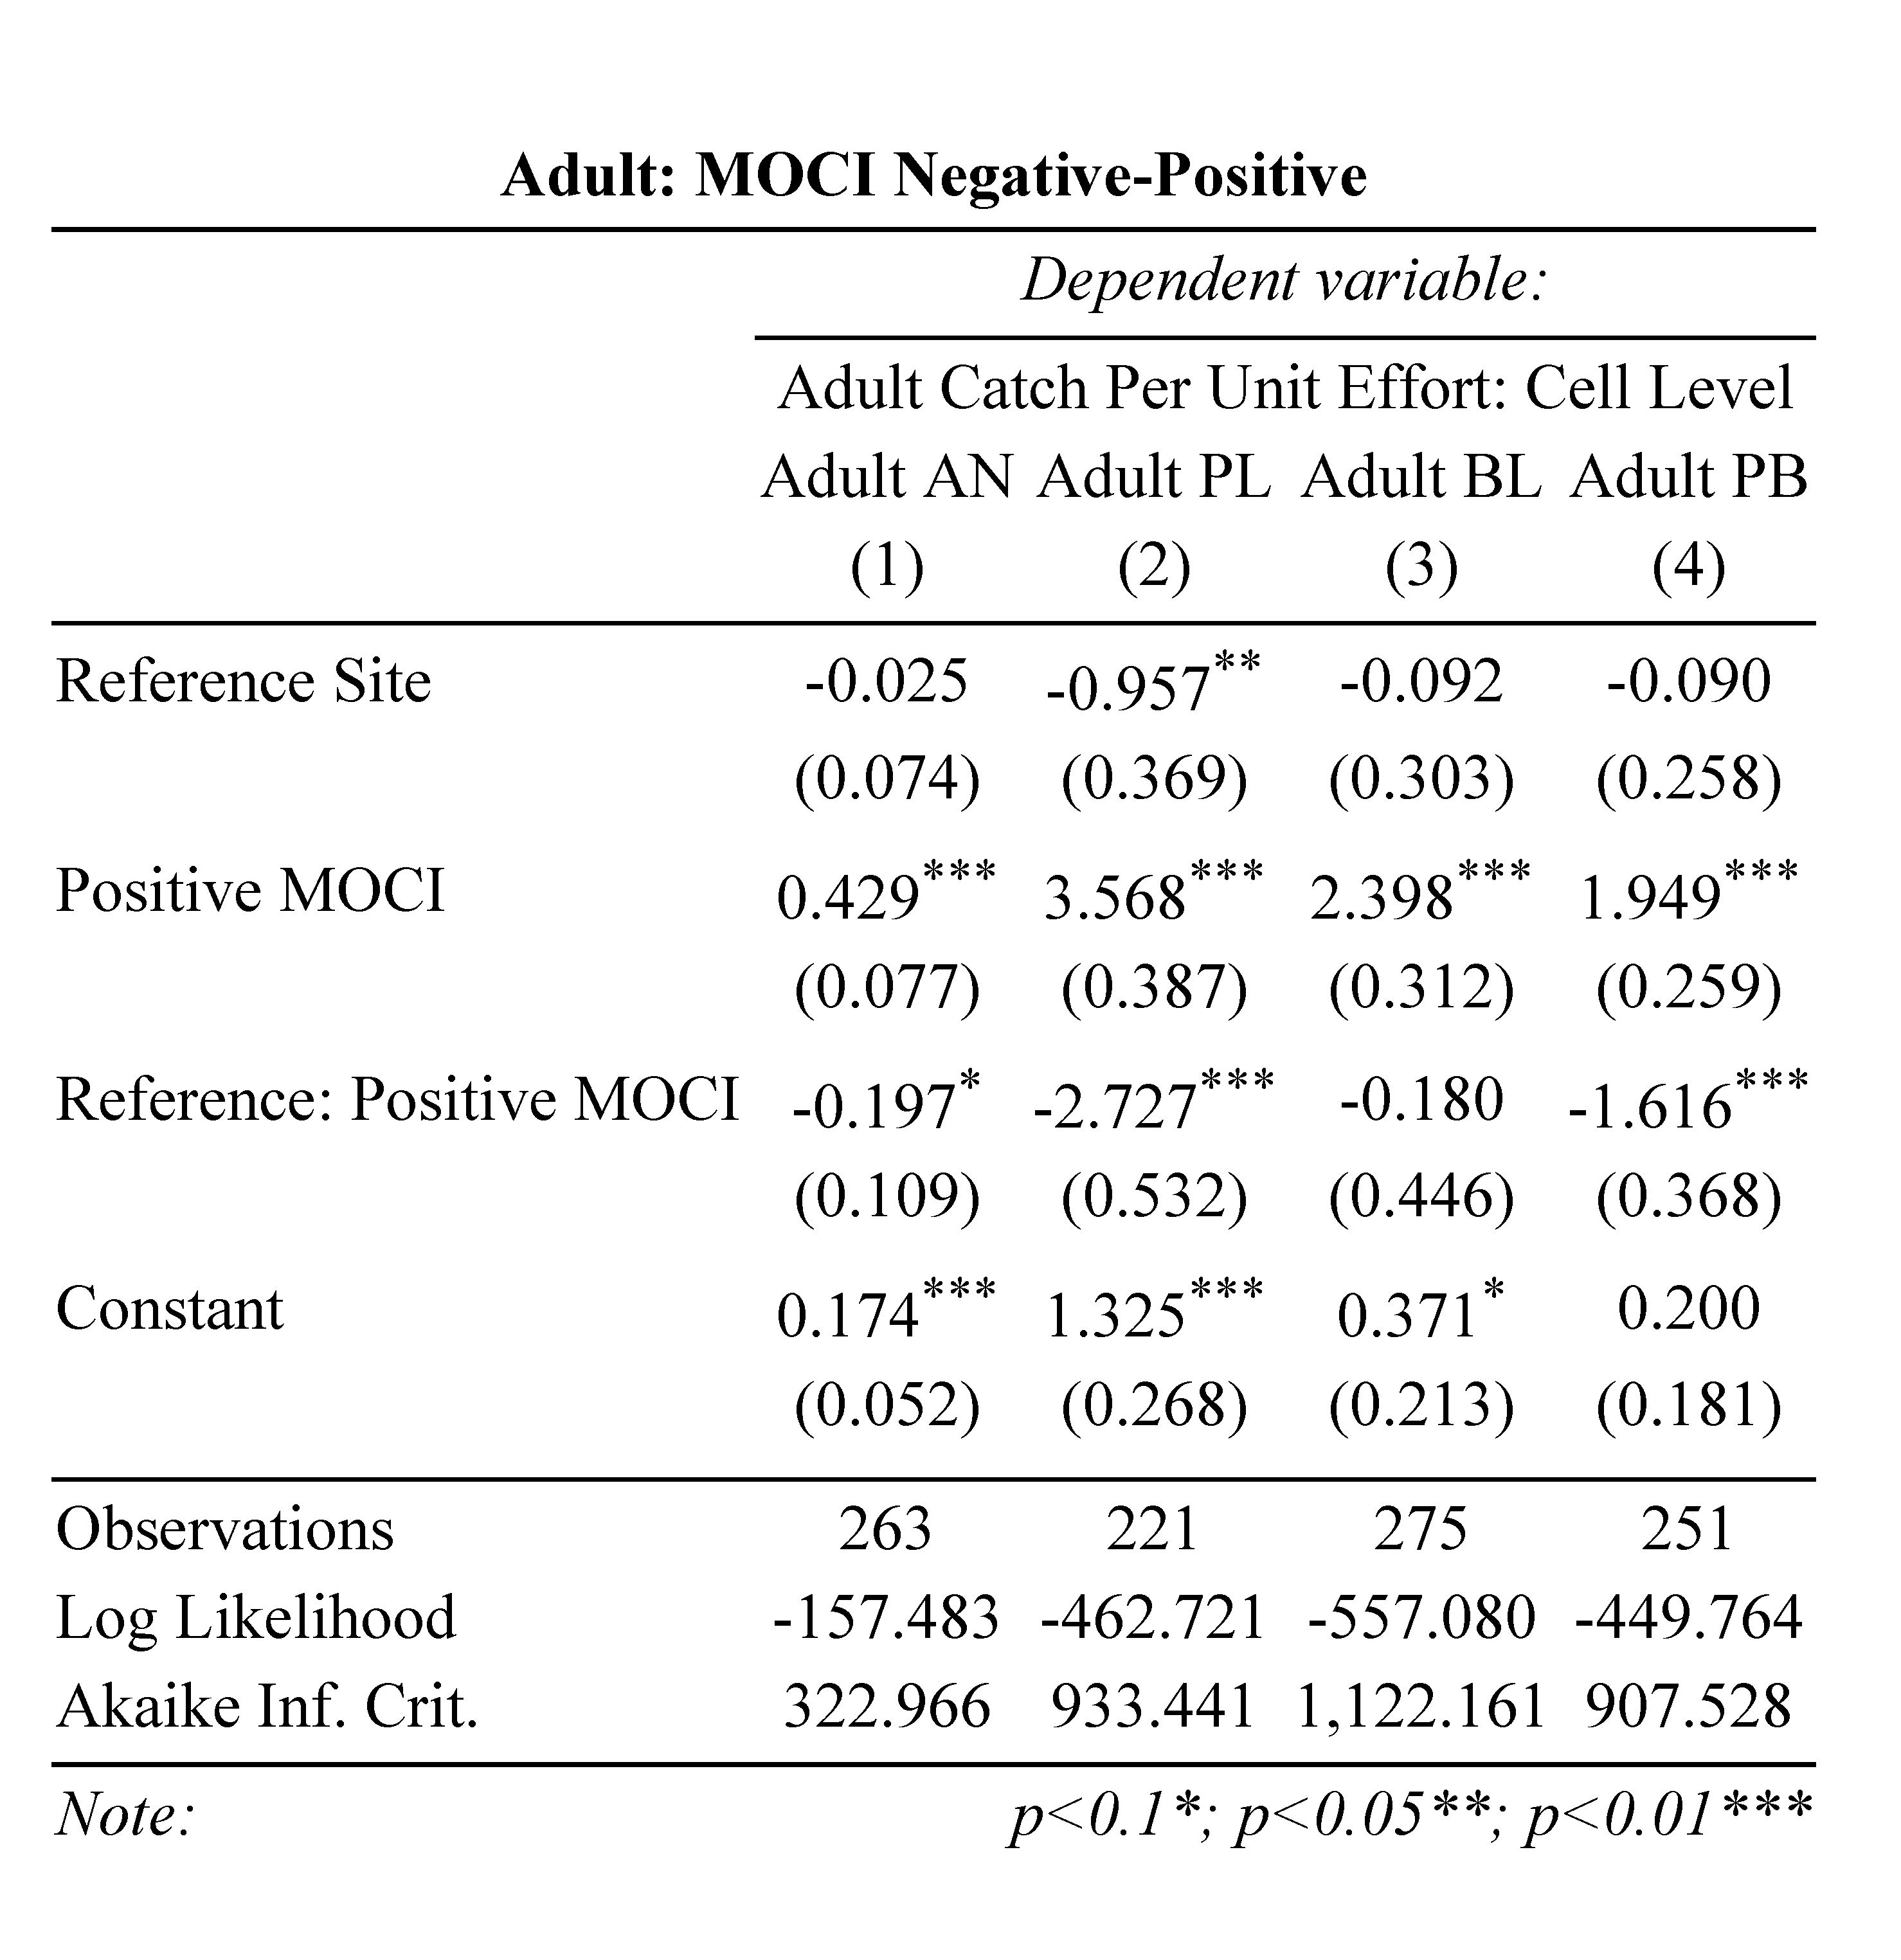 Adult: MOCI Negative-Positive
Dependent variable:
Adult Catch Per Unit Effort: Cell Level
Adult AN Adult PL Adult BL Adult PB
(1) (2) (3) (4)
Reference Site -0.025 -0.957** -0.092 -0.090
(0.074) (0.369) (0.303) (0.258)
Positive MOCI 0.429*** 3.568*** 2.398*** 1.949***
(0.077) (0.387) (0.312) (0.259)
Reference: Positive MOCI -0.197* -2.727*** -0.180 -1.616***
(0.109) (0.532) (0.446) (0.368)
Constant 0.174*** 1.325*** 0.371* 0.200
(0.052) (0.268) (0.213) (0.181)
Observations 263 221 275 251
Log Likelihood -157.483 -462.721 -557.080 -449.764
Akaike Inf. Crit. 322.966 933.441 1,122.161 907.528
Note: p<0.1*; p<0.05**; p<0.01***